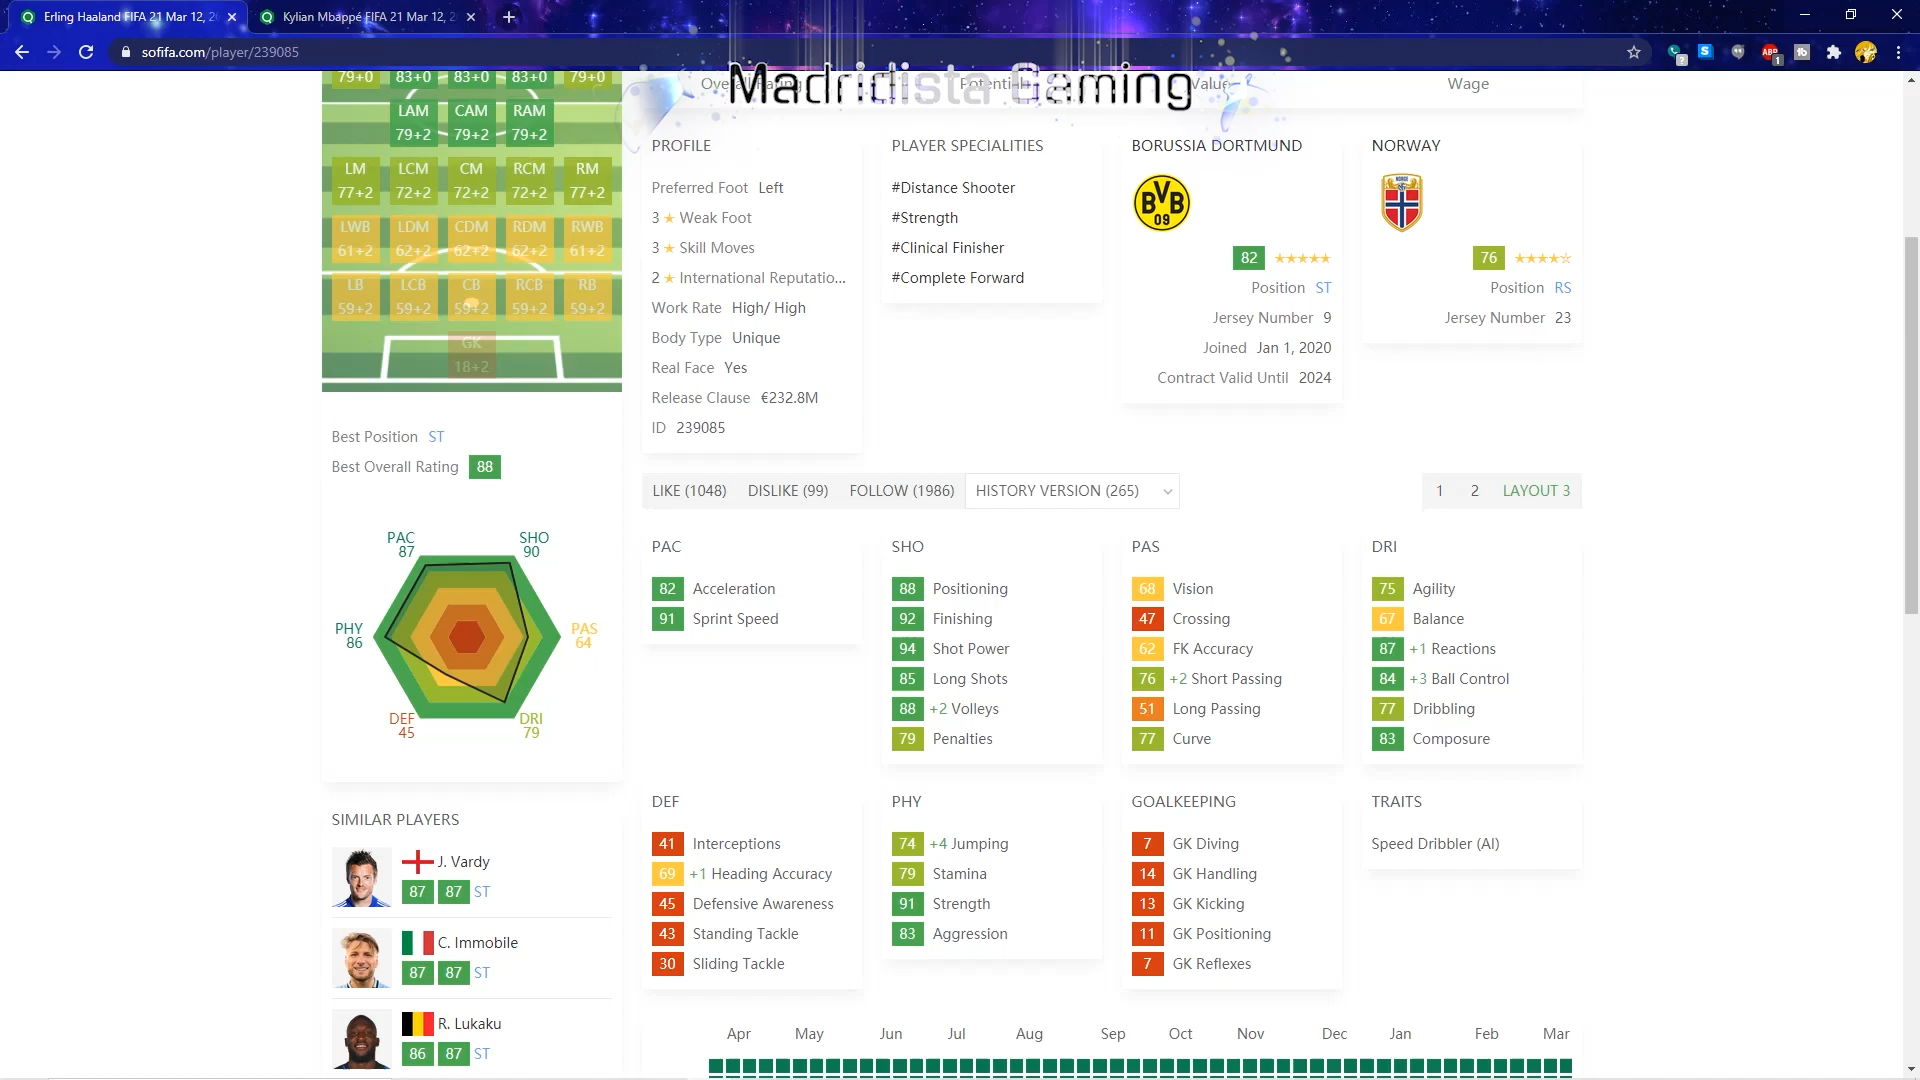 Erling Haaland FIFA 21 Mar 12, 2
Kylian Mbappé FIFA 21 Mar 12, 2
sofifa.com/player/239085
Madridista Gaming
Overall Rating
Potential
Value
Wage
79+0 83+0 83+0 83+0 79+0
LAM CAM RAM
79+2 79+2 79+2
LM LCM CM RCM RM
77+2 72+2 72+2 72+2 77+2
LWB LDM CDM RDM RWB
61+2 62+2 62+2 62+2 61+2
LB LCB CB RCB RB
59+2 59+2 59+2 59+2 59+2
GK
18+2
Best Position ST
Best Overall Rating 88
PAC
87
SHO
90
PHY
86
PAS
64
DEF
45
DRI
79
SIMILAR PLAYERS
J. Vardy
87 87 ST
C. Immobile
87 87 ST
R. Lukaku
86 87 ST
PROFILE
Preferred Foot Left
3 ★ Weak Foot
3 ★ Skill Moves
2 ★ International Reputatio...
Work Rate High/ High
Body Type Unique
Real Face Yes
Release Clause €232.8M
ID 239085
PLAYER SPECIALITIES
#Distance Shooter
#Strength
#Clinical Finisher
#Complete Forward
BORUSSIA DORTMUND
BVB
09
82 ★★★★★
Position ST
Jersey Number 9
Joined Jan 1, 2020
Contract Valid Until 2024
NORWAY
NORGE
76 ★★★★☆
Position RS
Jersey Number 23
LIKE (1048) DISLIKE (99) FOLLOW (1986) HISTORY VERSION (265)
1 2 LAYOUT 3
PAC
82 Acceleration
91 Sprint Speed
SHO
88 Positioning
92 Finishing
94 Shot Power
85 Long Shots
88 +2 Volleys
79 Penalties
PAS
68 Vision
47 Crossing
62 FK Accuracy
76 +2 Short Passing
51 Long Passing
77 Curve
DRI
75 Agility
67 Balance
87 +1 Reactions
84 +3 Ball Control
77 Dribbling
83 Composure
DEF
41 Interceptions
69 +1 Heading Accuracy
45 Defensive Awareness
43 Standing Tackle
30 Sliding Tackle
PHY
74 +4 Jumping
79 Stamina
91 Strength
83 Aggression
GOALKEEPING
7 GK Diving
14 GK Handling
13 GK Kicking
11 GK Positioning
7 GK Reflexes
TRAITS
Speed Dribbler (AI)
Apr May Jun Jul Aug Sep Oct Nov Dec Jan Feb Mar